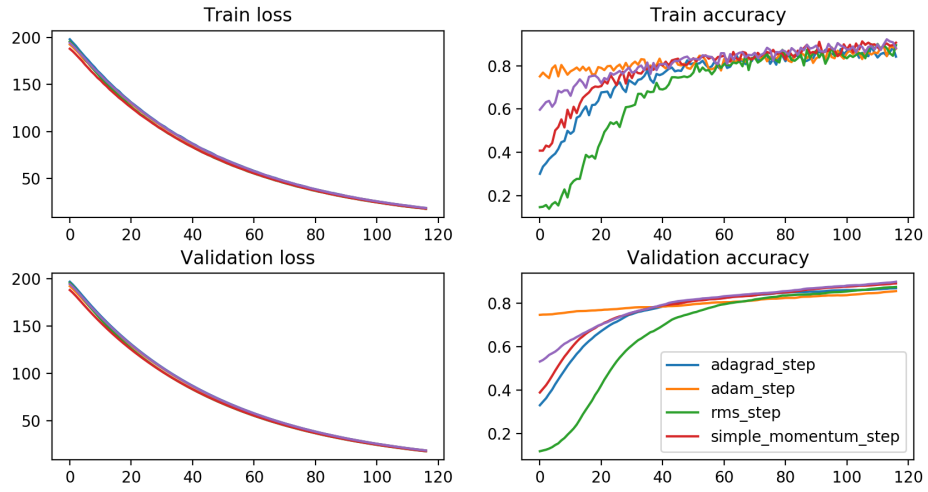 Train loss
Train accuracy
200
150
100
50
0 20 40 60 80 100 120
0.8
0.6
0.4
0.2
0 20 40 60 80 100 120
Validation loss
Validation accuracy
200
150
100
50
0 20 40 60 80 100 120
0.8
0.6
0.4
0.2
adagrad_step
adam_step
rms_step
simple_momentum_step
0 20 40 60 80 100 120